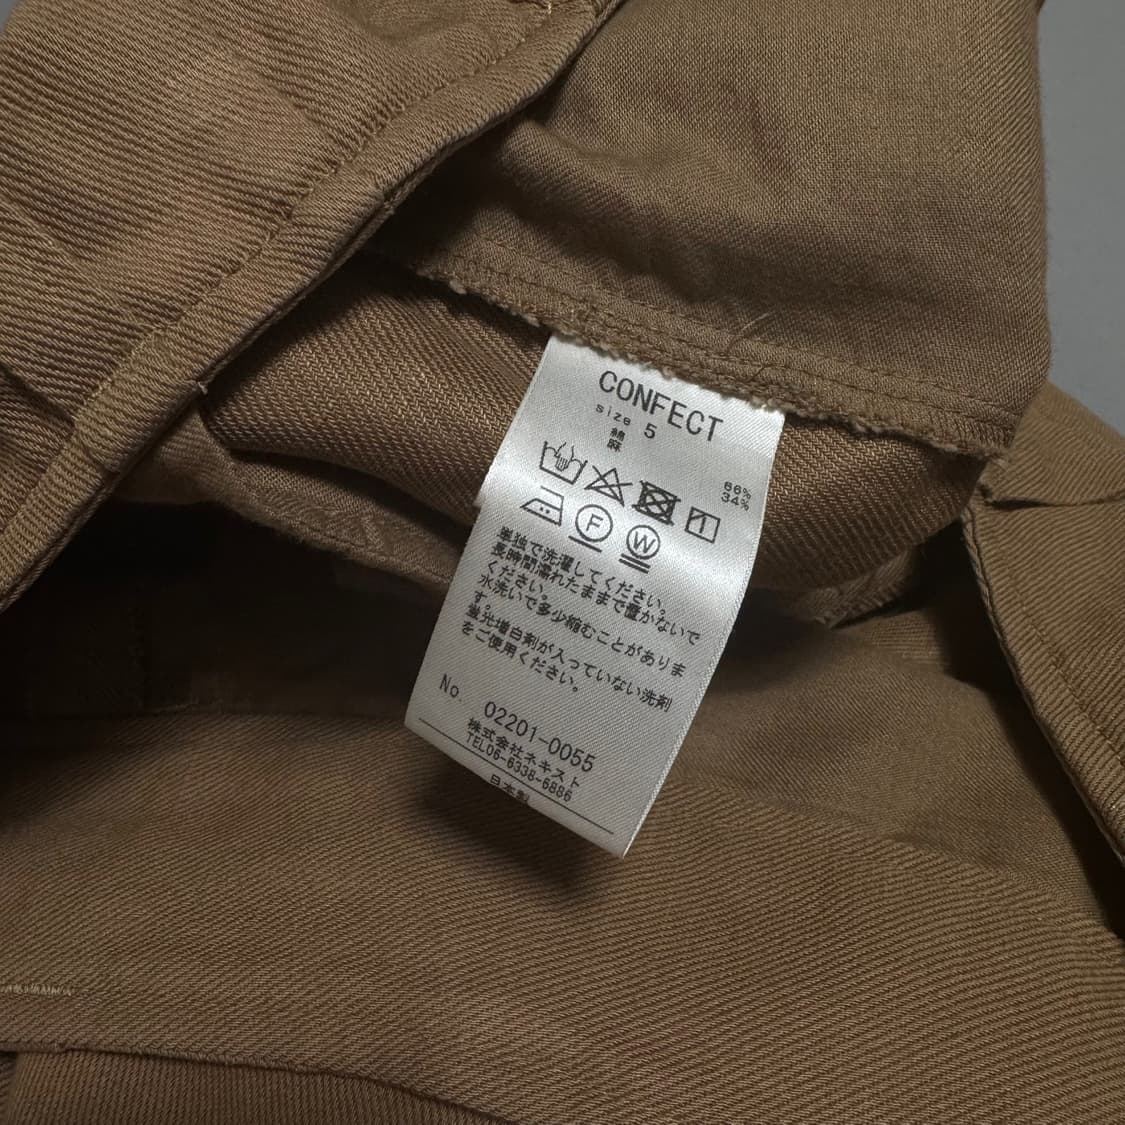 CONFECT
size 5
綿 66%
麻 34%
F W
単独で洗濯してください。
長時間濡れたままで置かないで
ください。
水洗いで多少縮むことがありま
す。
蛍光増白剤が入っていない洗剤
をご使用ください。
No. 02201-0055
株式会社ネキスト
TEL06-6338-6886
日本製